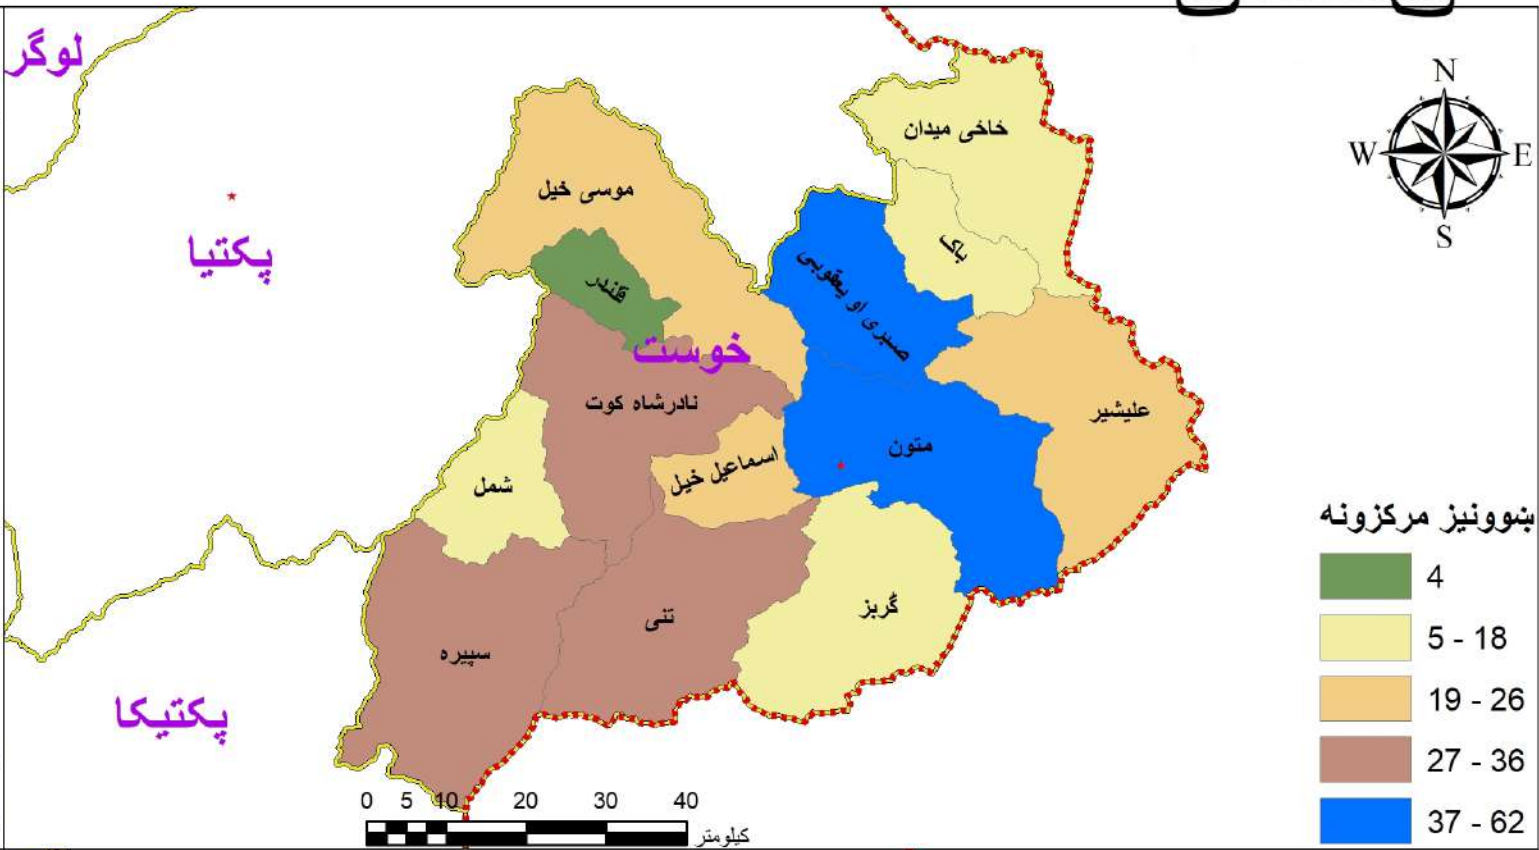 لوگر
N
W
E
S
خاخی میدان
موسی خیل
پکتیا
باک
صبری او یعقوبی
قلندر
خوست
نادرشاه کوت
علیشیر
متون
اسماعیل خیل
شمل
ښوونیز مرکزونه
4
5 - 18
گربز
تنی
سپیره
19 - 26
پکتیکا
27 - 36
0 5 10 20 30 40
کیلومتر
37 - 62